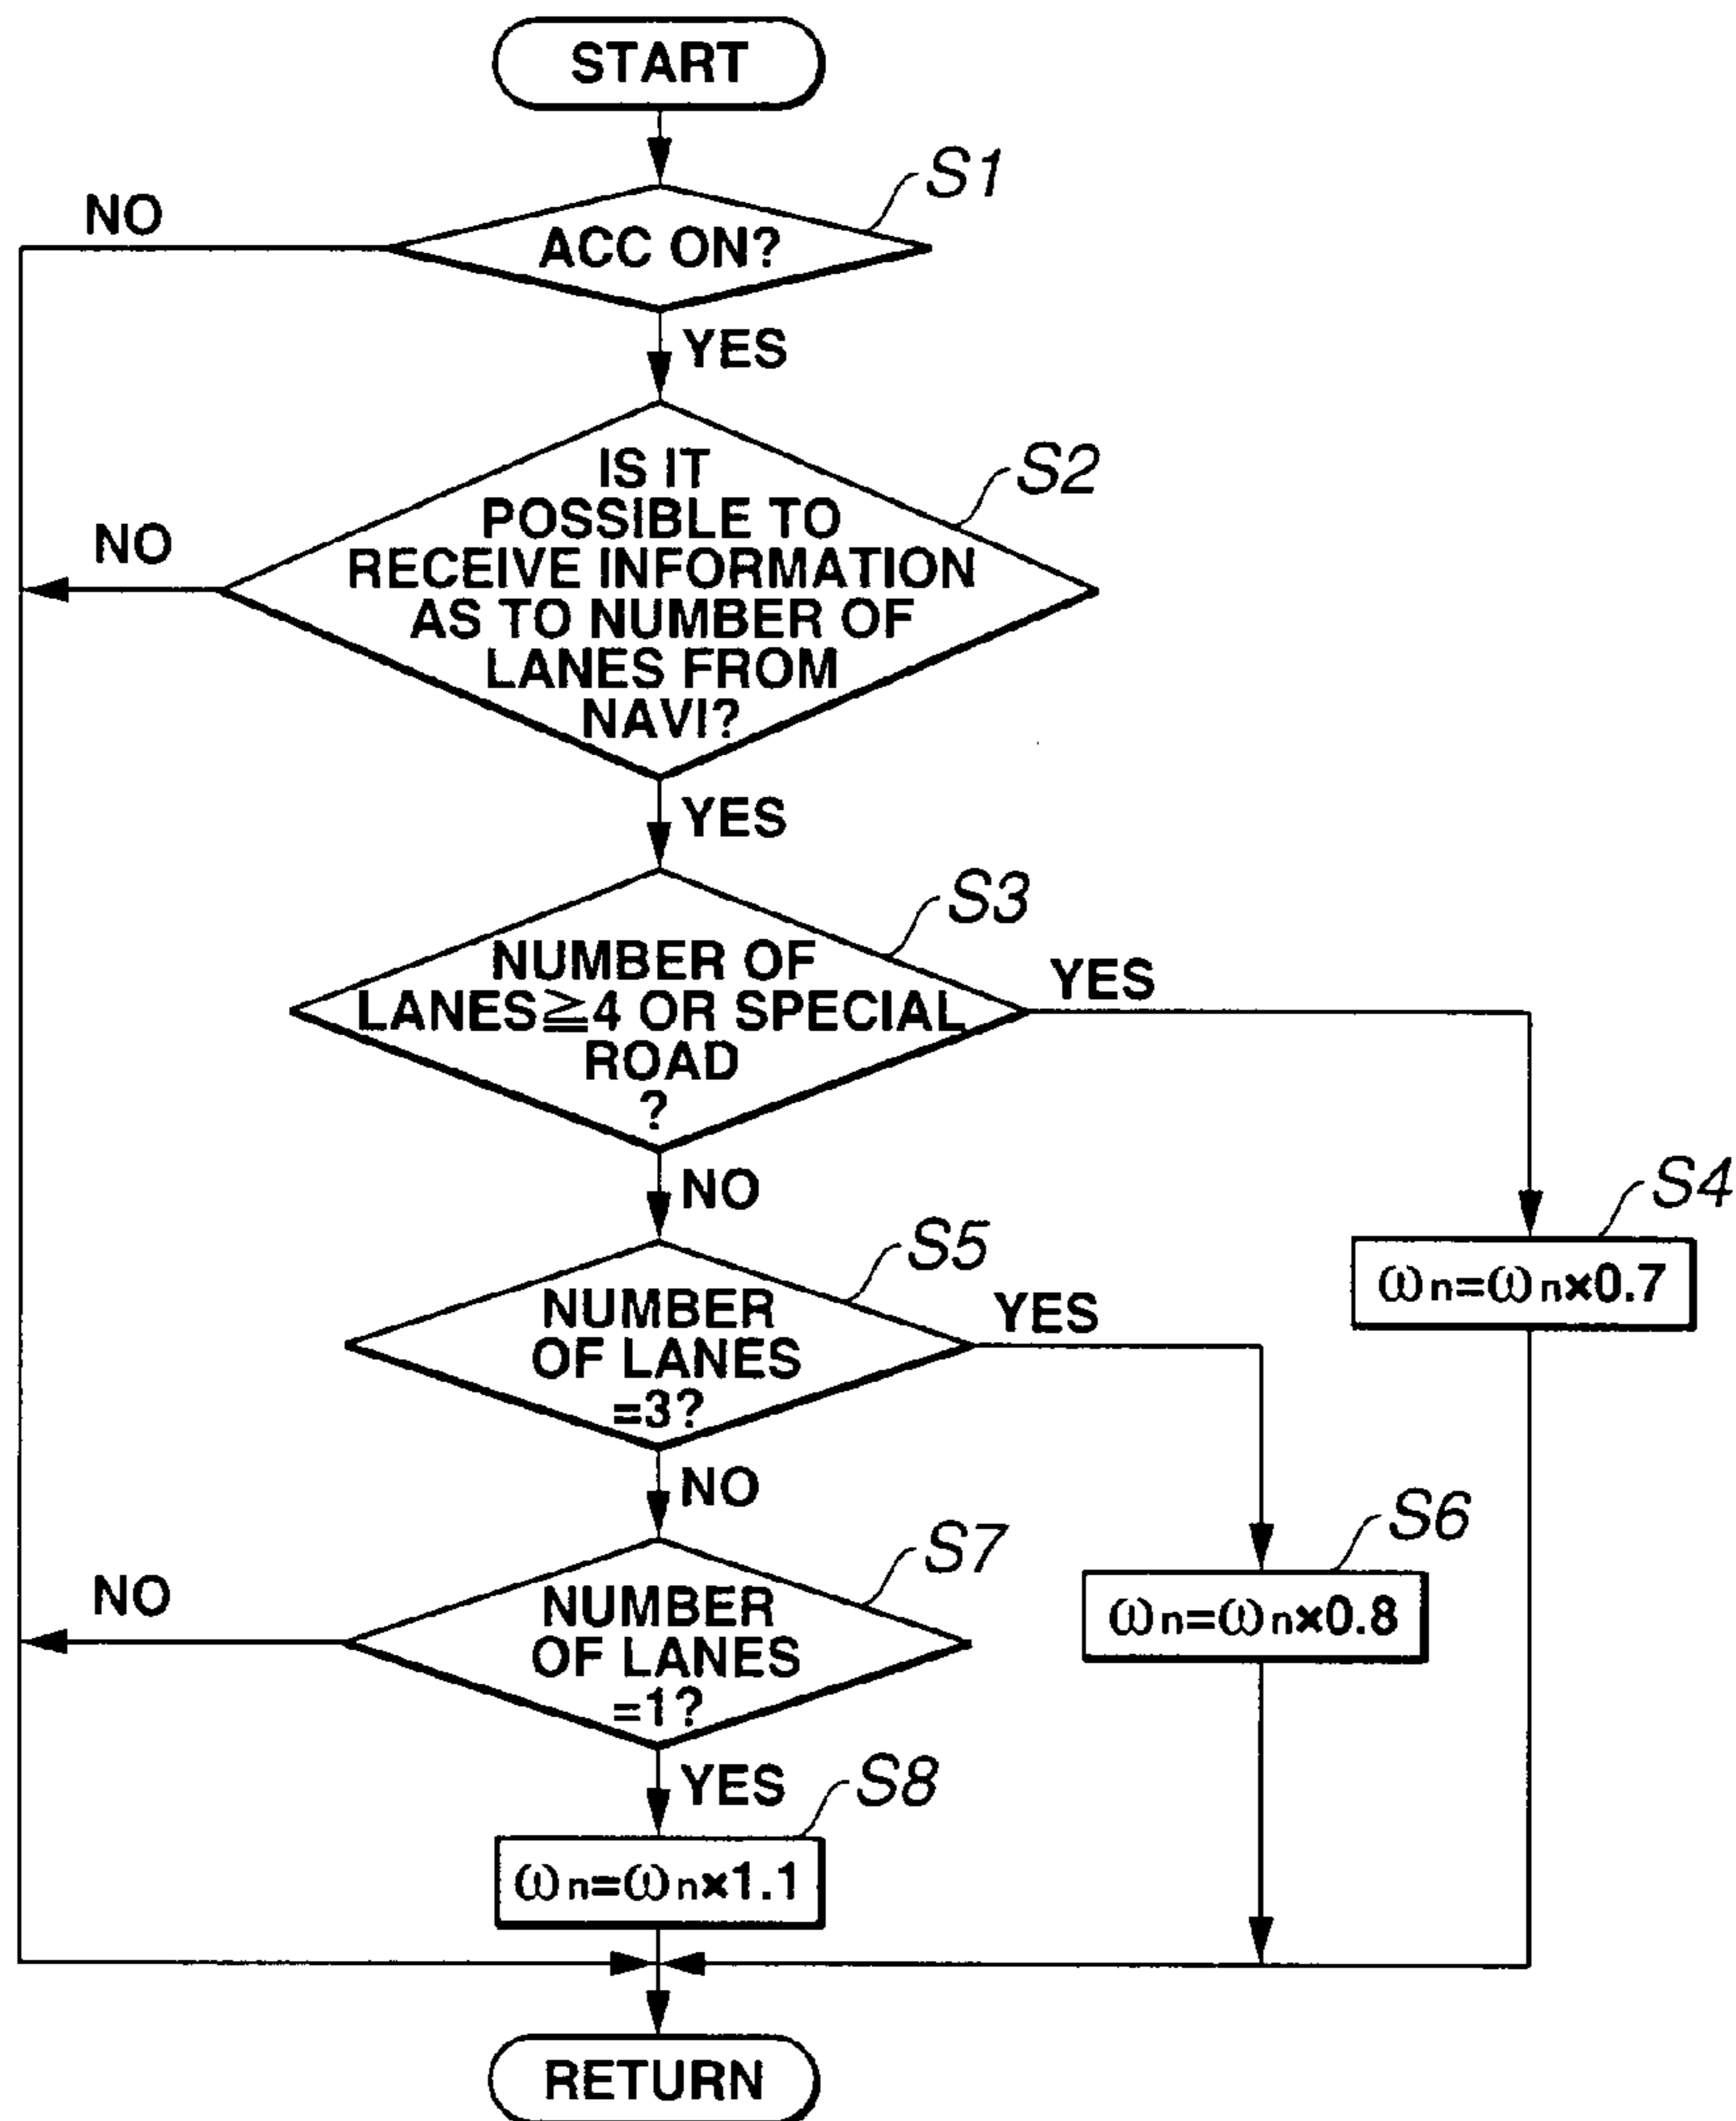 START
S1
NO
ACC ON?
YES
S2
IS IT
POSSIBLE TO
RECEIVE INFORMATION
AS TO NUMBER OF
LANES FROM
NAVI?
NO
YES
S3
NUMBER OF
LANES≧4 OR SPECIAL
ROAD
?
YES
NO
S4
ωn=ωn×0.7
S5
NUMBER
OF LANES
=3?
YES
NO
S6
ωn=ωn×0.8
S7
NUMBER
OF LANES
=1?
NO
YES
S8
ωn=ωn×1.1
RETURN